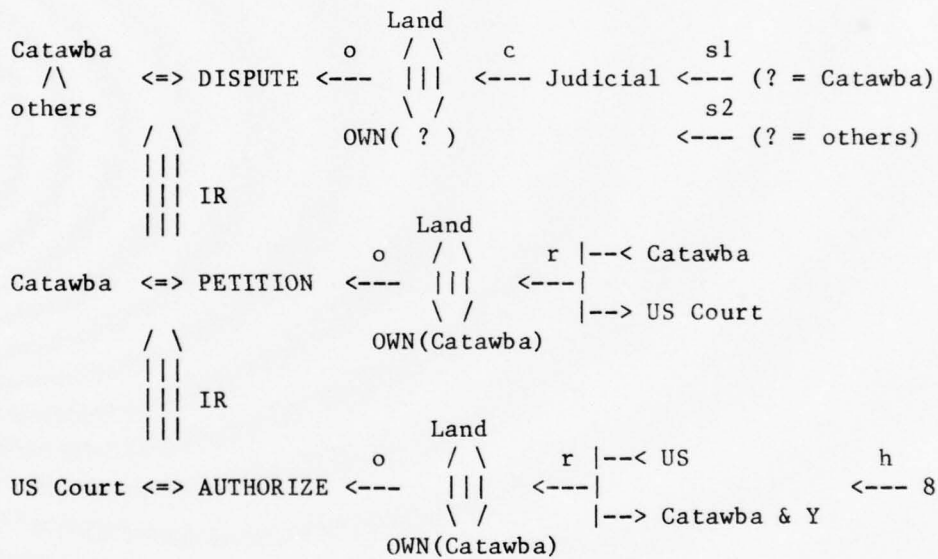 Land
Catawba                      o     / \      c               s1
   /\      <=> DISPUTE <---  |||  <--- Judicial <--- (? = Catawba)
others                             \ /                      s2
           / \                  OWN( ? )                   <--- (? = others)
           |||
           ||| IR
           |||
                             o     / \      r |--< Catawba
Catawba    <=> PETITION <---  |||  <---|
                                   \ /        |--> US Court
           / \                  OWN(Catawba)
           |||
           ||| IR
           |||                    Land
                             o     / \      r |--< US              h
US Court <=> AUTHORIZE <---  |||  <---|                        <--- 8
                                   \ /        |--> Catawba & Y
                                OWN(Catawba)